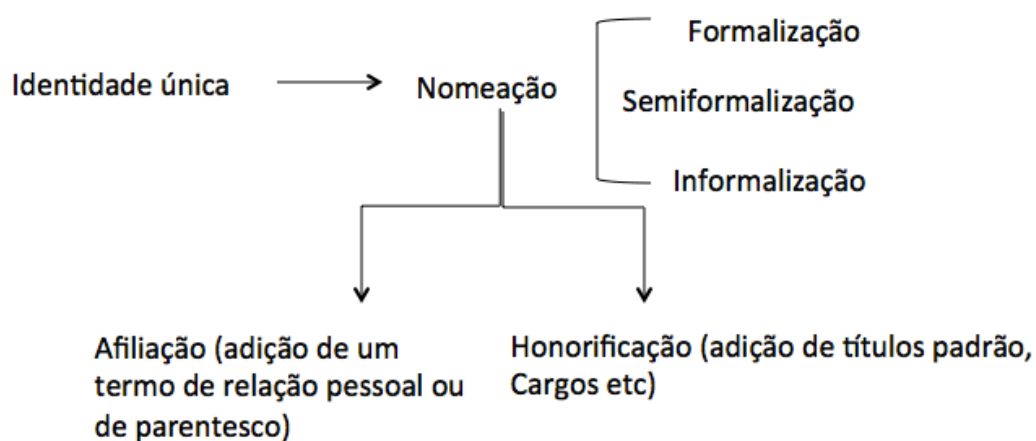 Formalização
Identidade única
Nomeação
Semiformalização
Informalização
Afiliação (adição de um
termo de relação pessoal ou
de parentesco)
Honorificação (adição de títulos padrão,
Cargos etc)